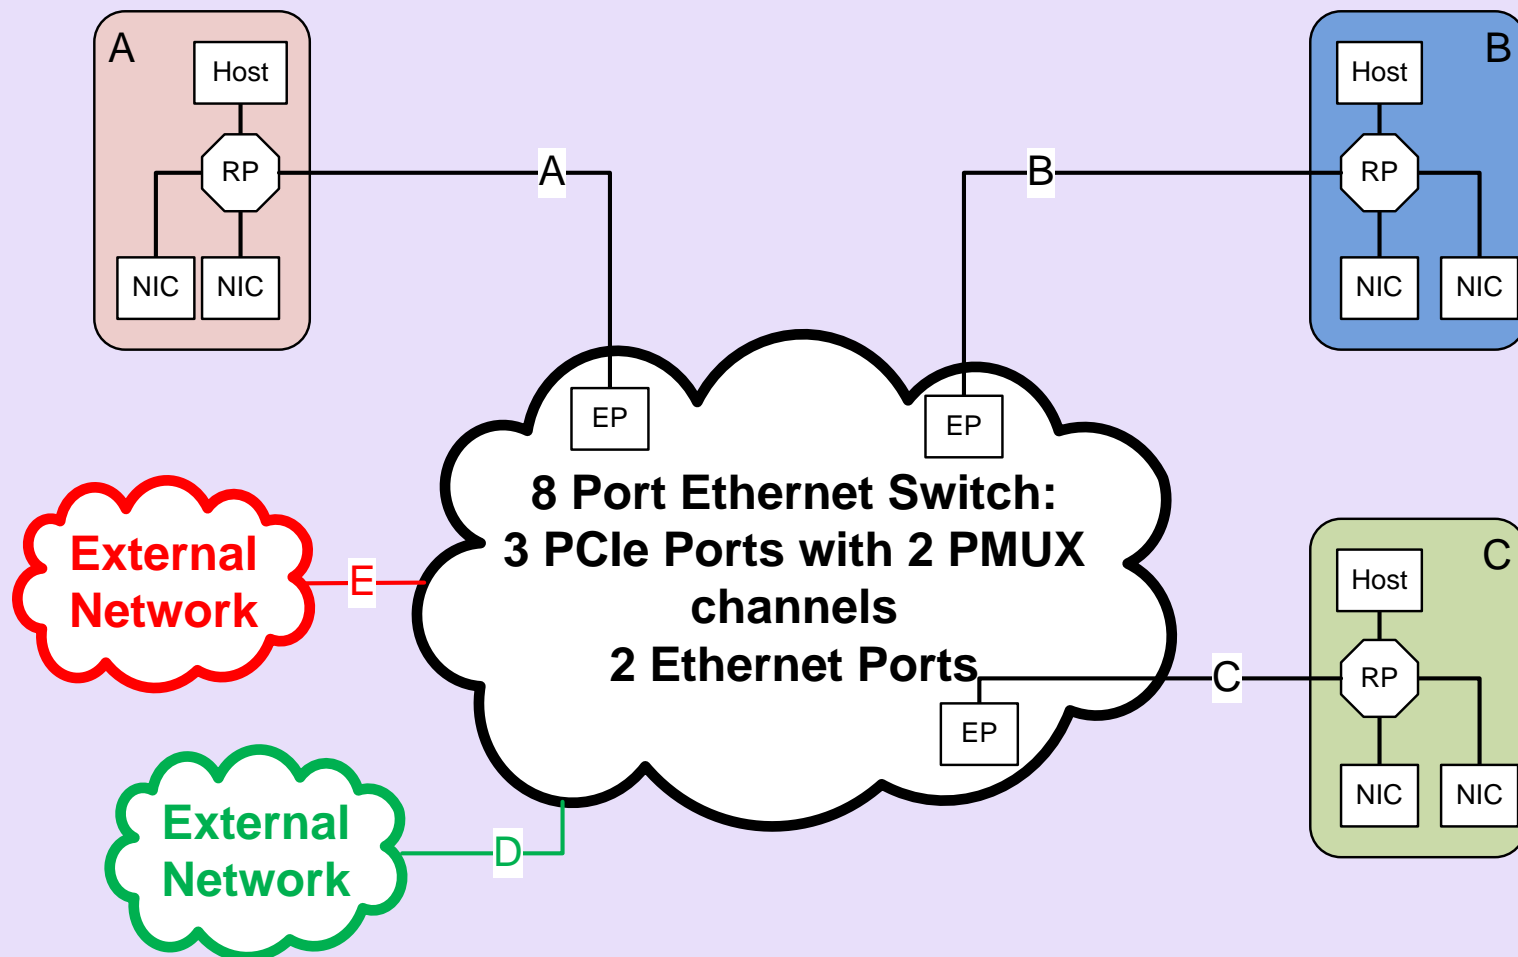 A
Host
RP
NIC
NIC
A
B
B
Host
RP
NIC
NIC
EP
EP
8 Port Ethernet Switch:
3 PCIe Ports with 2 PMUX
channels
2 Ethernet Ports
EP
External
Network
E
External
Network
D
C
C
Host
RP
NIC
NIC